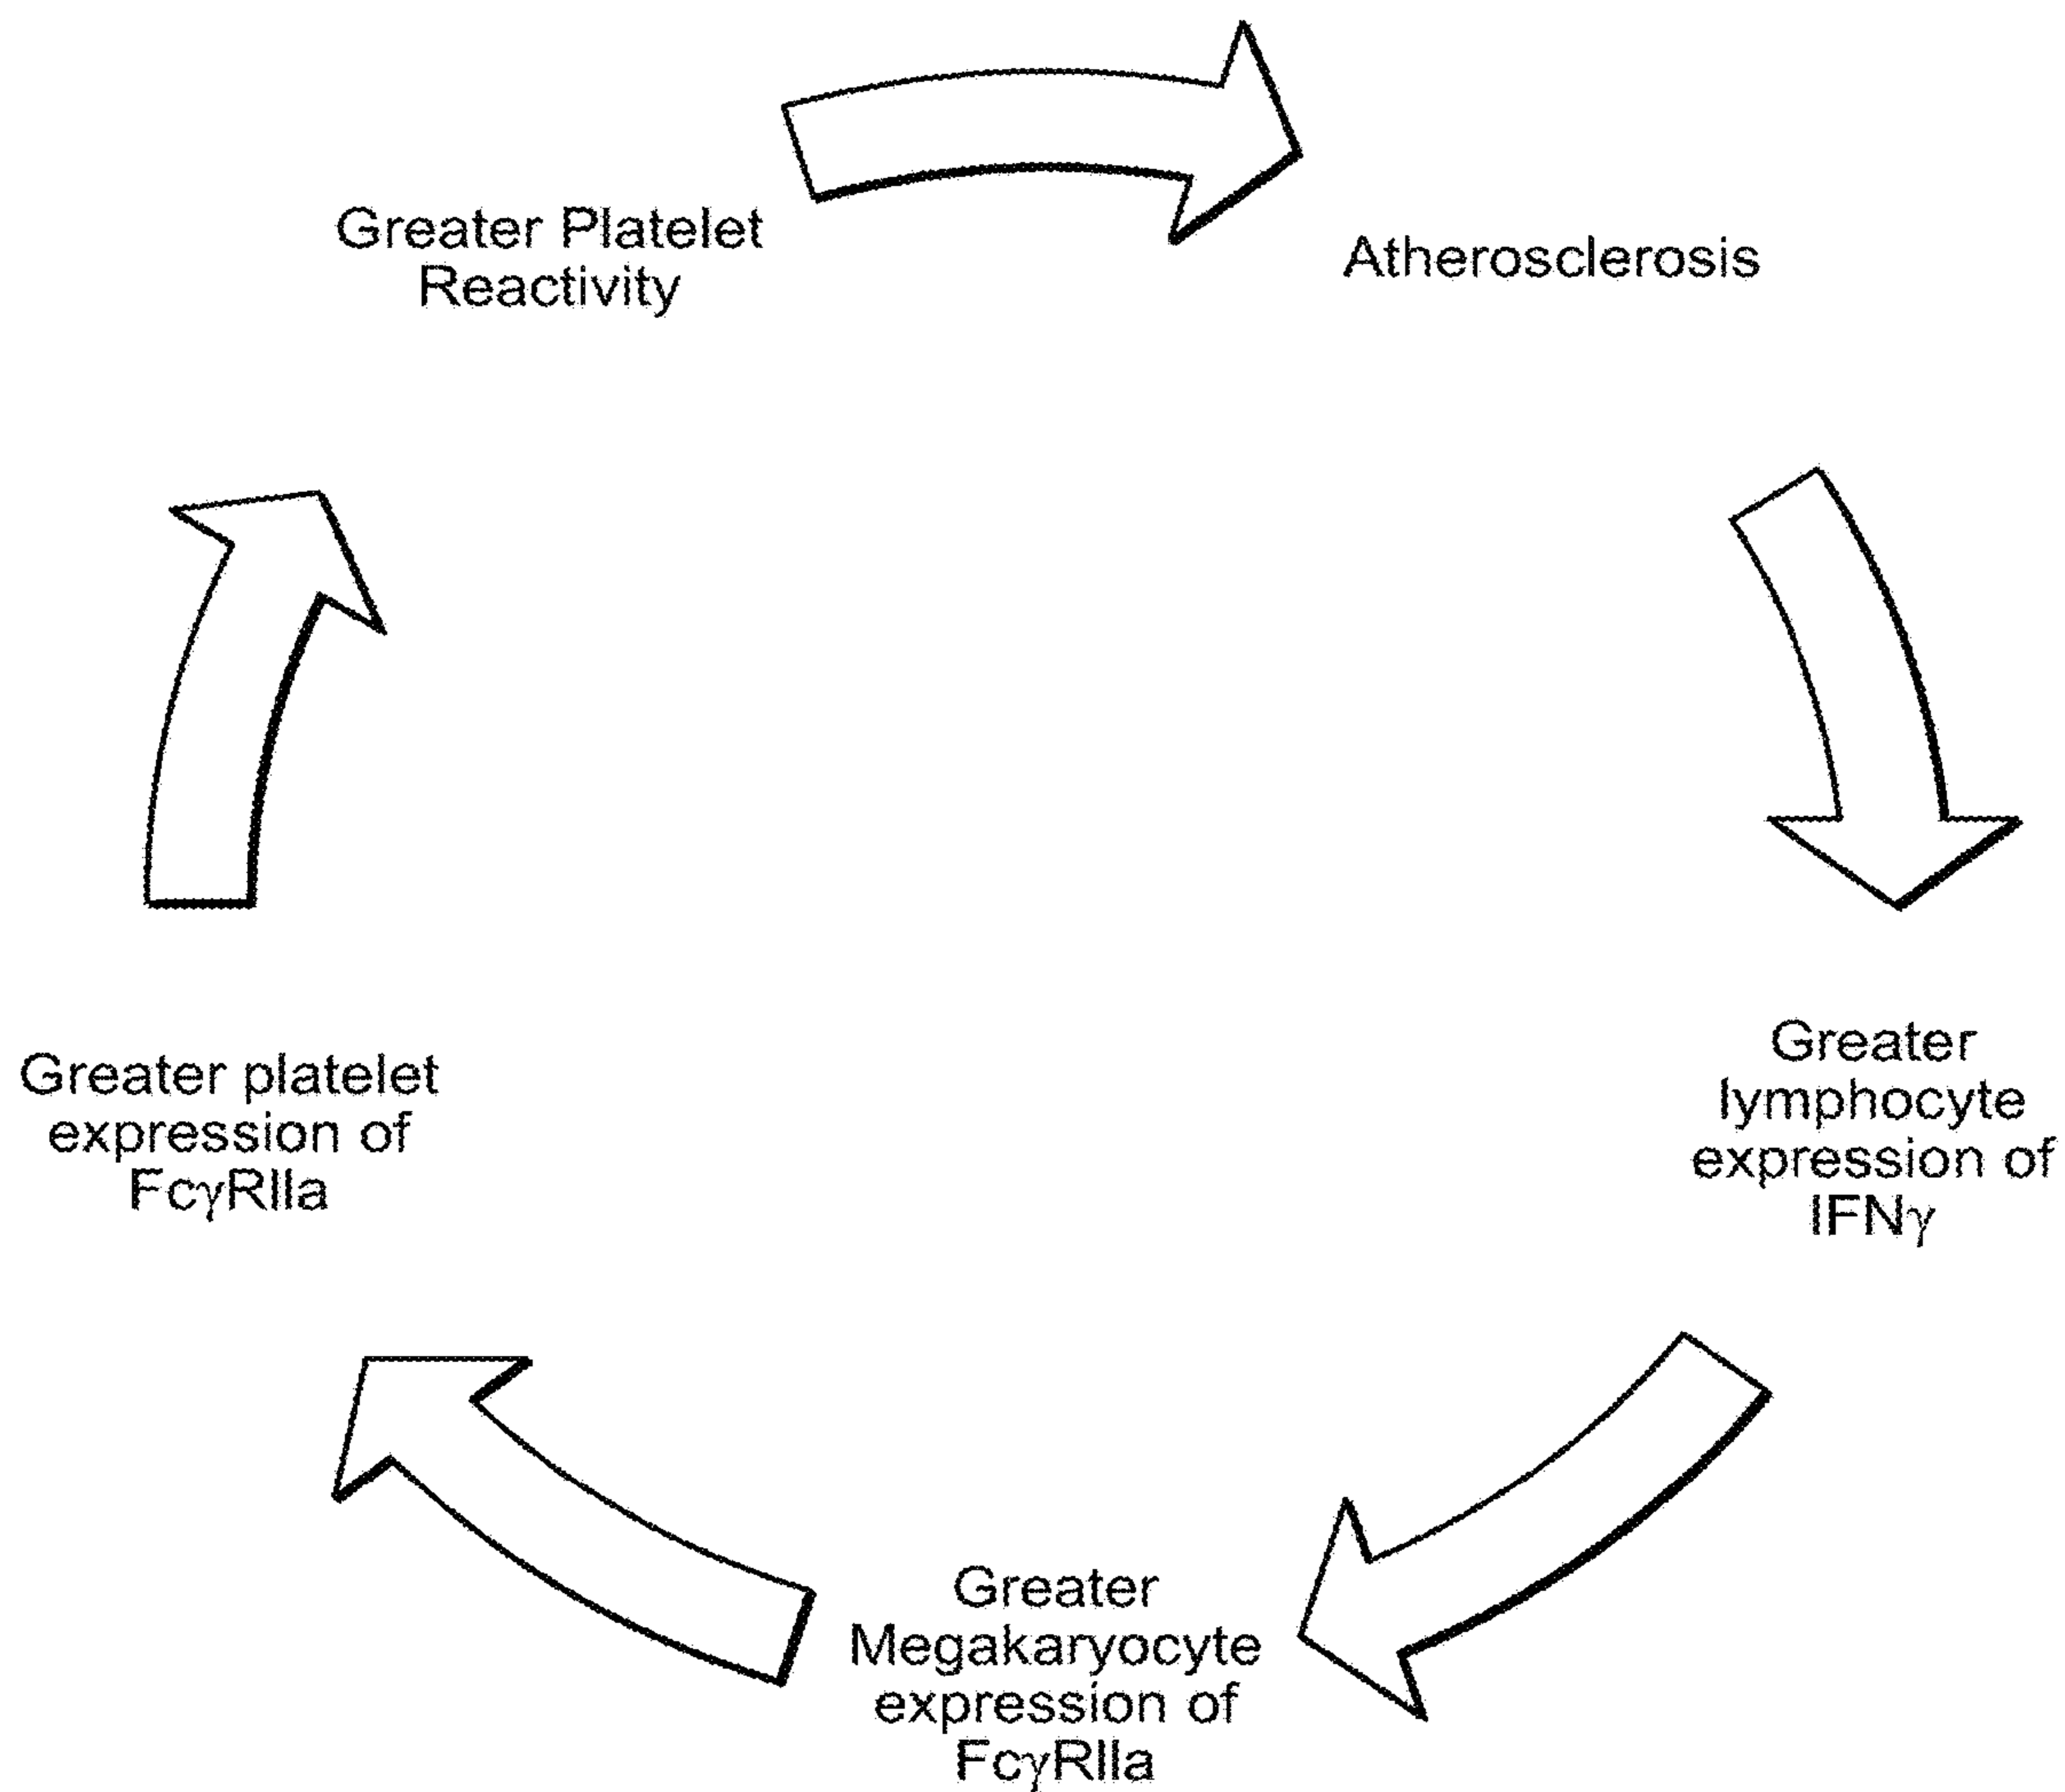 Greater Platelet
Reactivity
Atherosclerosis
Greater
lymphocyte
expression of
IFNγ
Greater
Megakaryocyte
expression of
FcγRIIa
Greater platelet
expression of
FcγRIIa